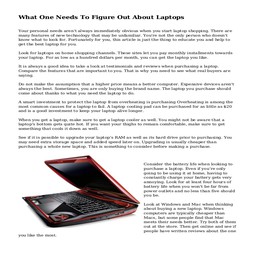 What One Needs To Figure Out About Laptops
Your personal needs aren't always immediately obvious when you start laptop shopping. There are
many features of new technology that may be unfamiliar. You're not the only person who doesn't
know what to look for. Fortunately for you, this article is just the thing to educate you and help to
get the best laptop for you.
Look for laptops on home shopping channels. These sites let you pay monthly installments towards
your laptop. For as low as a hundred dollars per month, you can get the laptop you like.
It is always a good idea to take a look at testimonials and reviews when purchasing a laptop.
Compare the features that are important to you. That is why you need to see what real buyers are
saying.
Do not make the assumption that a higher price means a better computer. Expensive devices aren't
always the best. Sometimes, you are only buying the brand name. The laptop you purchase should
come about thanks to what you need the laptop to do.
A smart investment to protect the laptop from overheating is purchasing Overheating is among the
most common causes for a laptop to fail. A laptop cooling pad can be purchased for as little as $20
and is a good investment to keep your laptop alive longer.
When you get a laptop, make sure to get a laptop cooler as well. You might not be aware that a
laptop's bottom gets quite hot. If you want your thighs to remain comfortable, make sure to get
something that cools it down as well.
See if it is possible to upgrade your laptop's RAM as well as its hard drive prior to purchasing. You
may need extra storage space and added speed later on. Upgrading is usually cheaper than
purchasing a whole new laptop. This is something to consider before making a purchase.
Consider the battery life when looking to
purchase a laptop. Even if you're only
going to be using it at home, having to
constantly charge your battery gets very
annoying. Look for at least four hours of
battery life when you won't be far from
power outlets and no less than five should
you be.
Look at Windows and Mac when thinking
about buying a new laptop. Windows
computers are typically cheaper than
Macs, but some people find that Mac
meets their needs better. Try both of them
out at the store. Then get online and see if
people have written reviews about the one
you like the most.